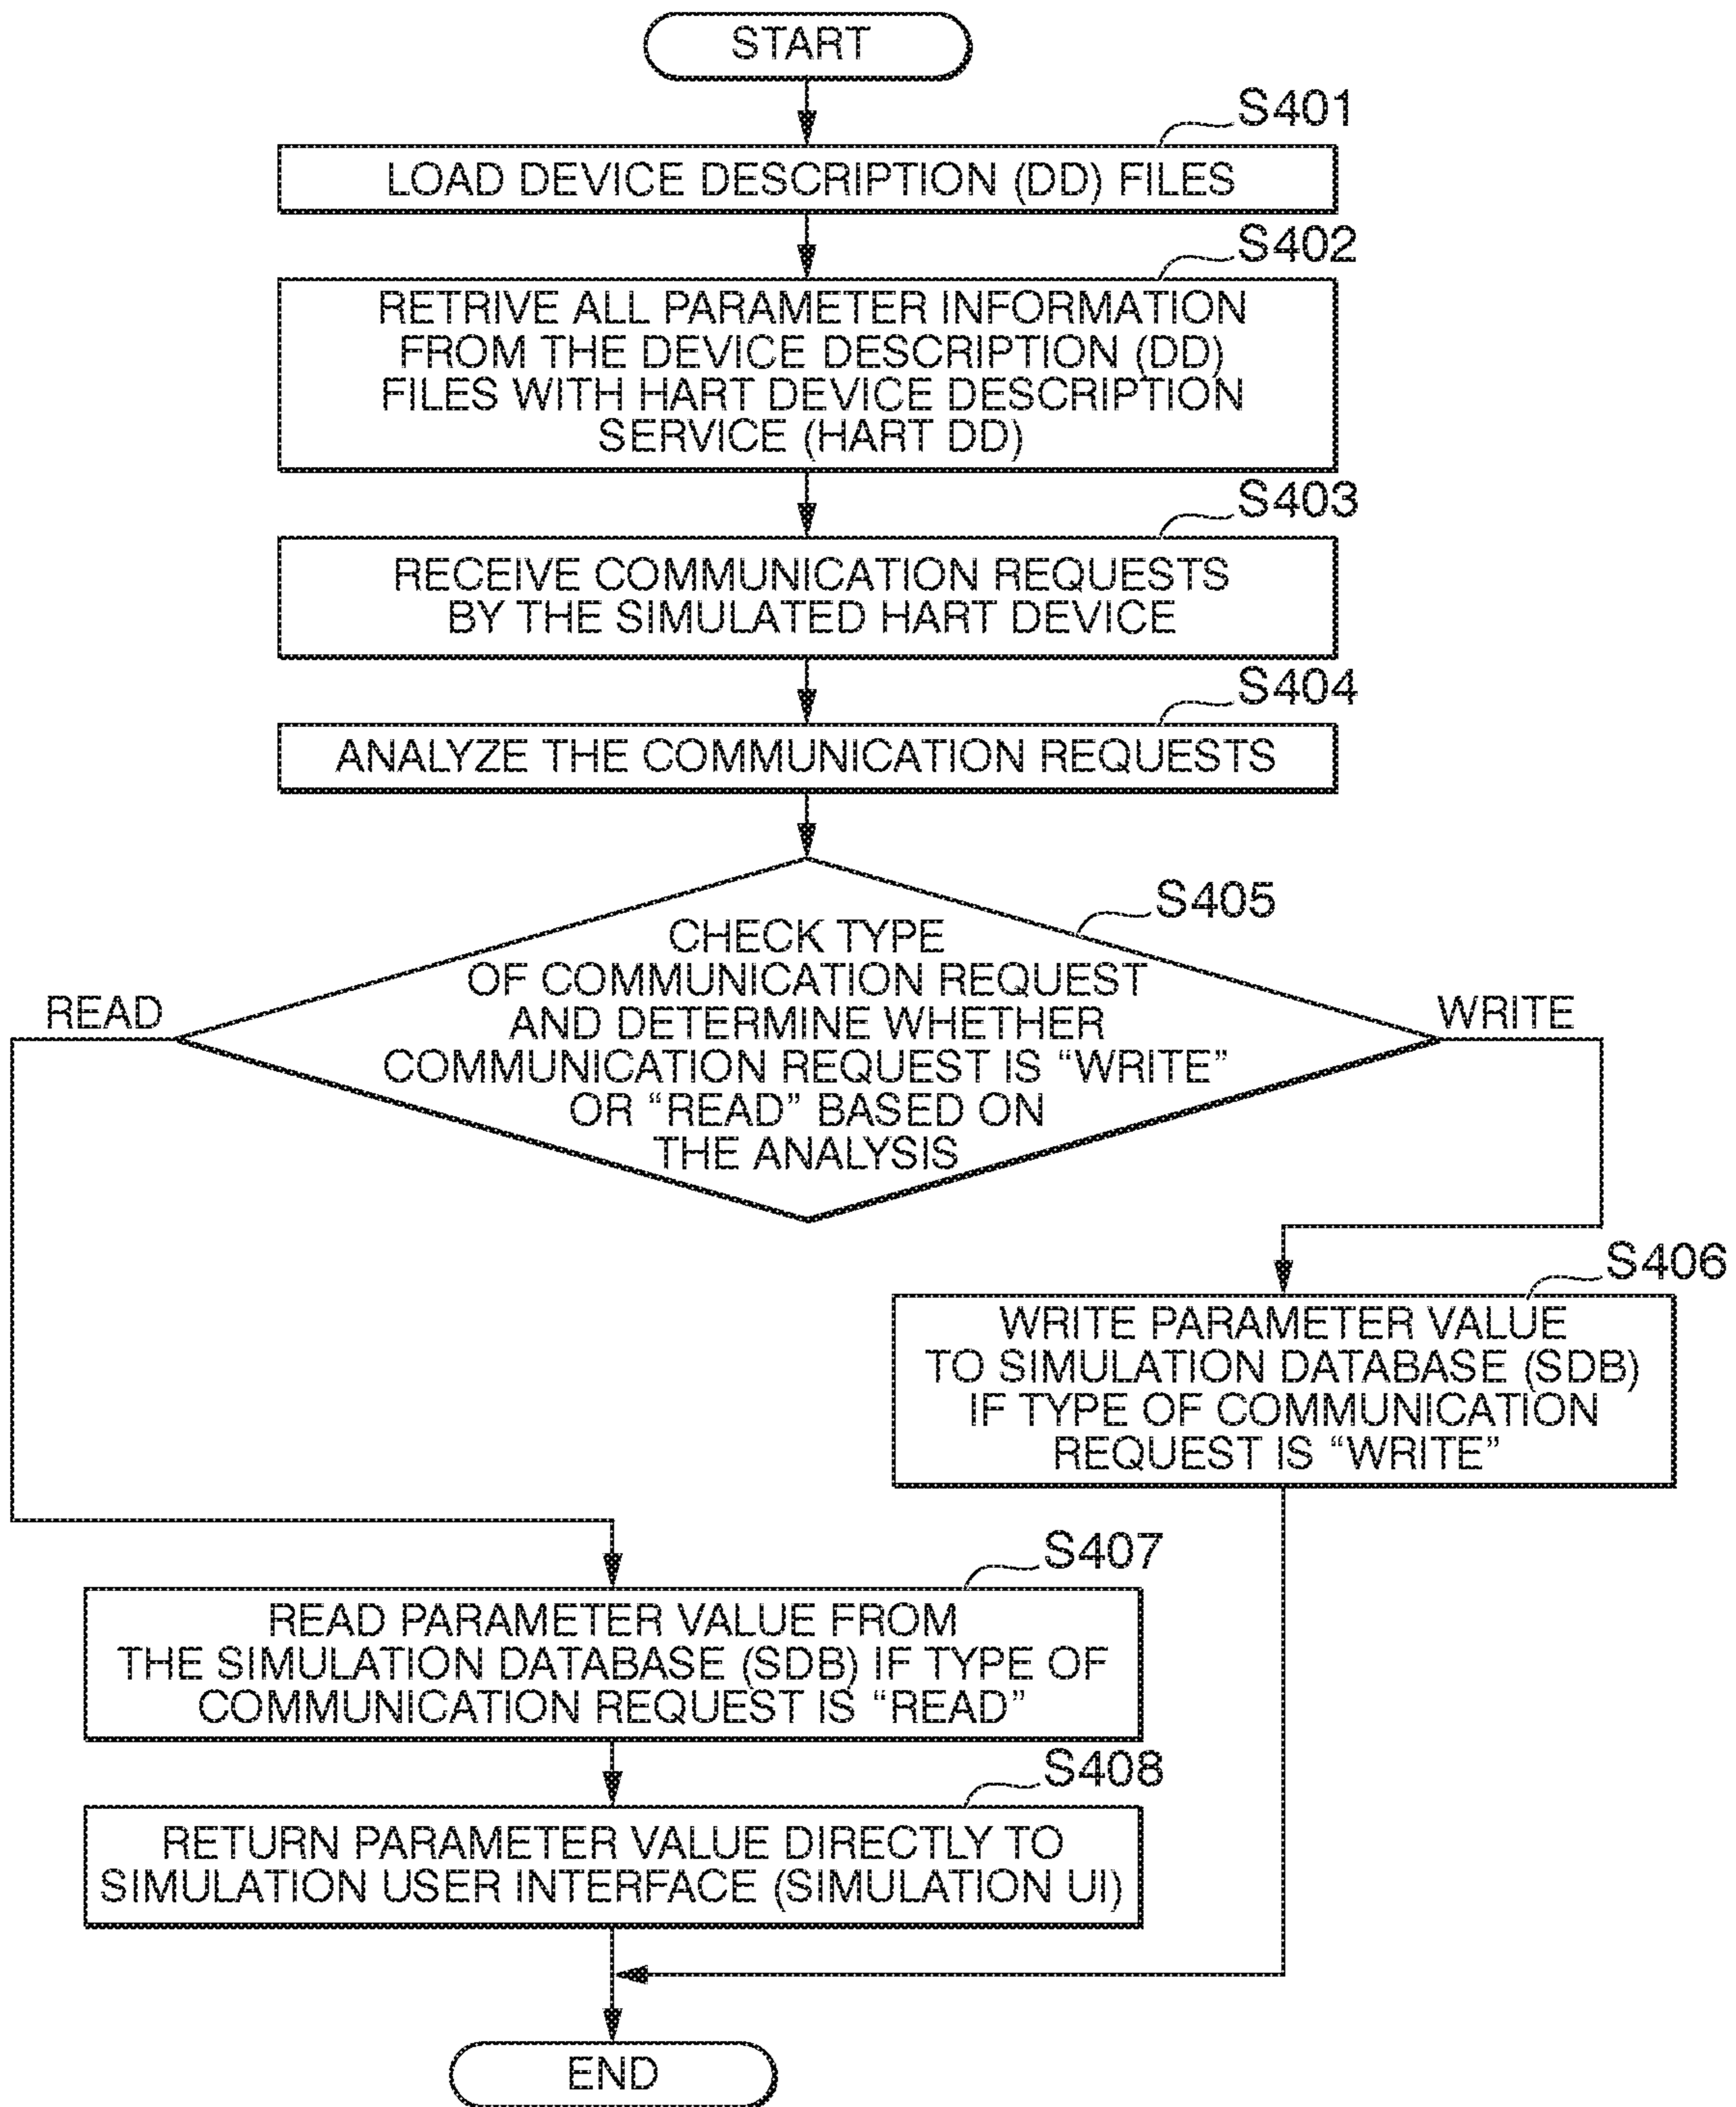 START
S401
LOAD DEVICE DESCRIPTION (DD) FILES
S402
RETRIVE ALL PARAMETER INFORMATION
FROM THE DEVICE DESCRIPTION (DD)
FILES WITH HART DEVICE DESCRIPTION
SERVICE (HART DD)
S403
RECEIVE COMMUNICATION REQUESTS
BY THE SIMULATED HART DEVICE
S404
ANALYZE THE COMMUNICATION REQUESTS
S405
CHECK TYPE
OF COMMUNICATION REQUEST
AND DETERMINE WHETHER
COMMUNICATION REQUEST IS “WRITE”
OR “READ” BASED ON
THE ANALYSIS
READ
WRITE
S406
WRITE PARAMETER VALUE
TO SIMULATION DATABASE (SDB)
IF TYPE OF COMMUNICATION
REQUEST IS “WRITE”
S407
READ PARAMETER VALUE FROM
THE SIMULATION DATABASE (SDB) IF TYPE OF
COMMUNICATION REQUEST IS “READ”
S408
RETURN PARAMETER VALUE DIRECTLY TO
SIMULATION USER INTERFACE (SIMULATION UI)
END